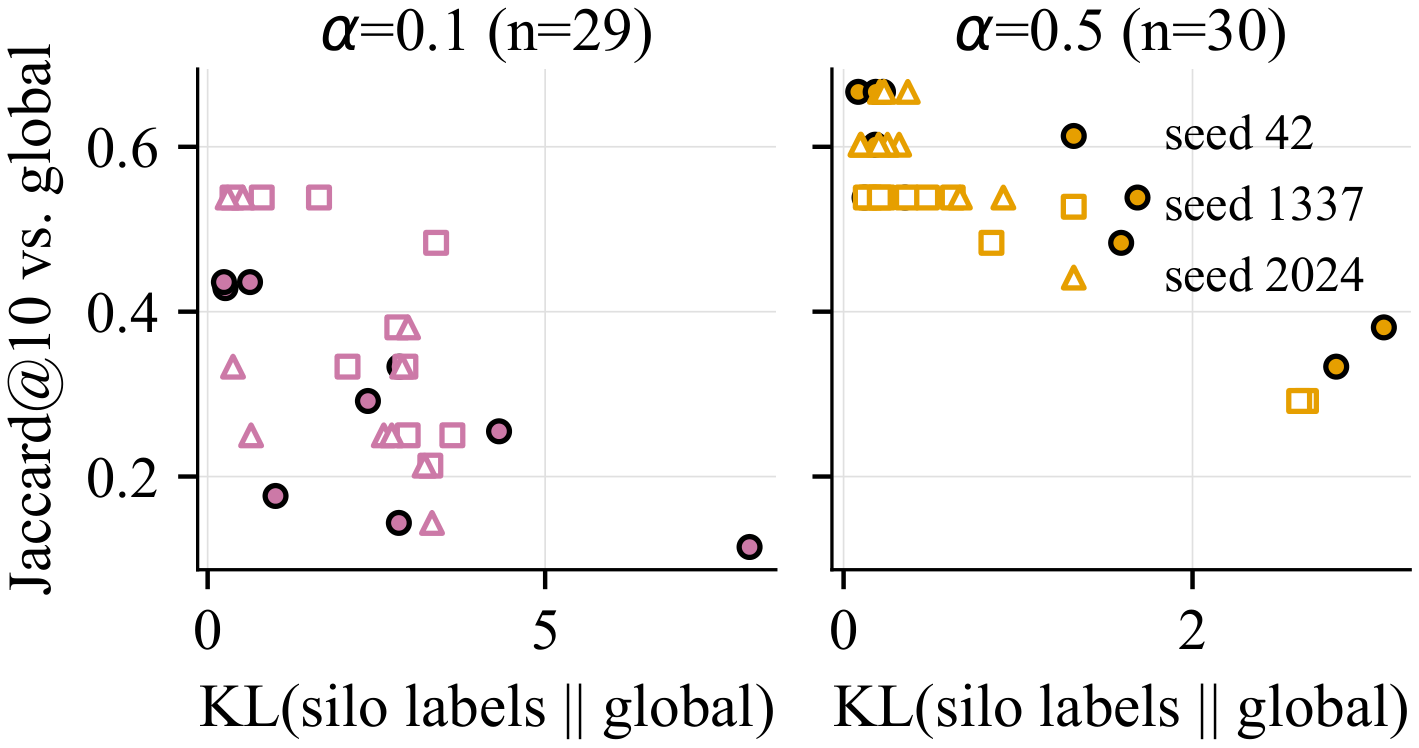 α=0.1 (n=29)
α=0.5 (n=30)
Jaccard@10 vs. global
0.6
0.4
0.2
seed 42
seed 1337
seed 2024
0
5
0
2
KL(silo labels || global)
KL(silo labels || global)